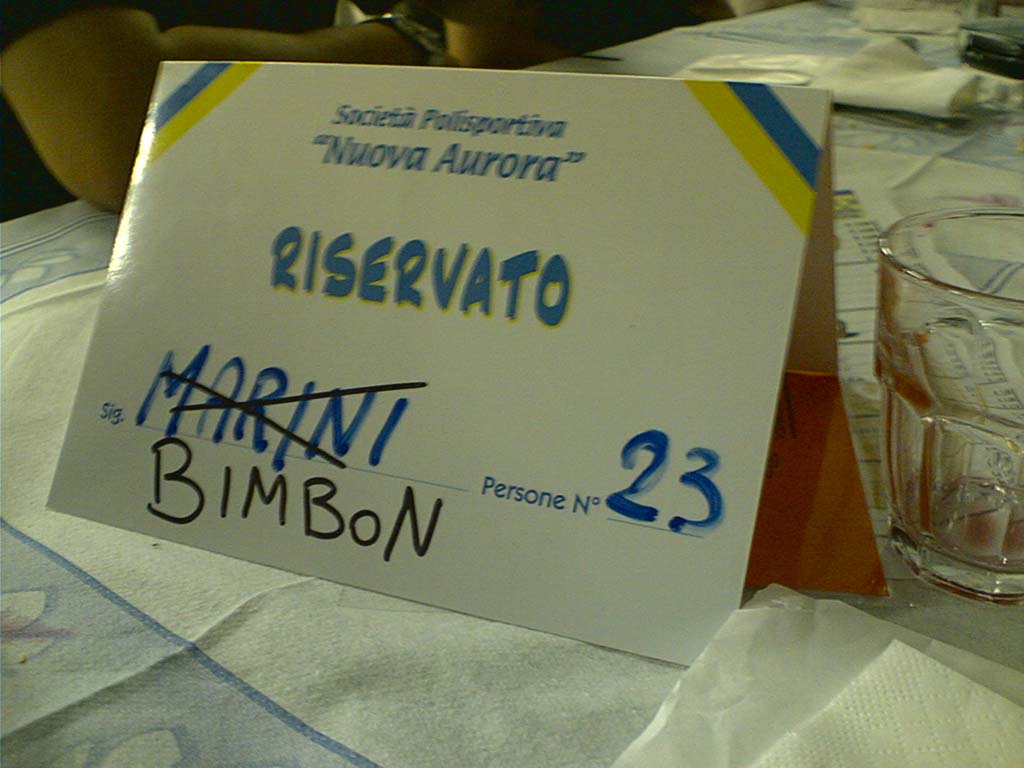 Società Polisportiva
"Nuova Aurora"
RISERVATO
Sig. MARINI
BIMBON
Persone N° 23